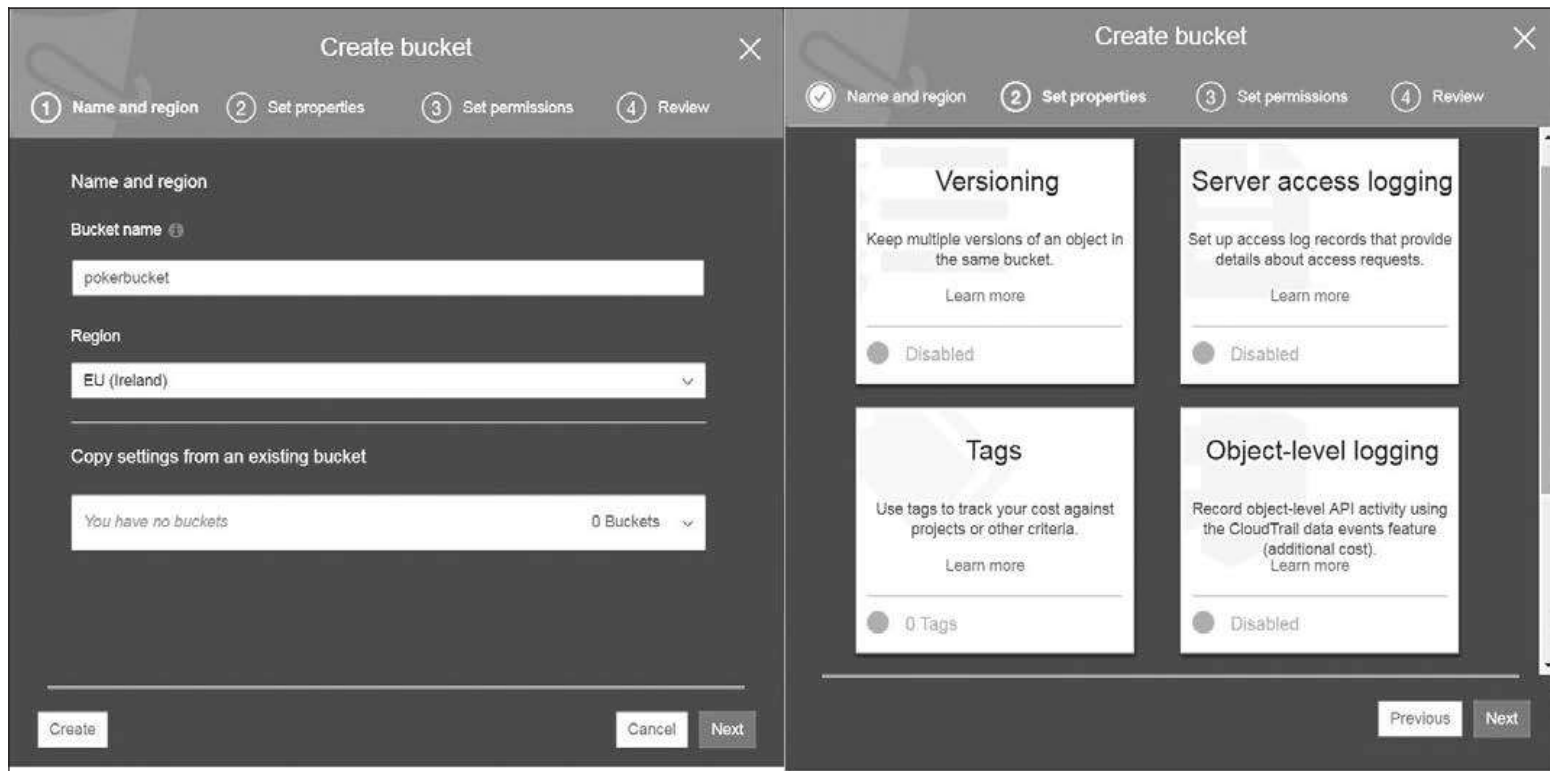 Create bucket
1 Name and region 2 Set properties 3 Set permissions 4 Review
Name and region
Bucket name
pokerbucket
Region
EU (Ireland)
Copy settings from an existing bucket
You have no buckets 0 Buckets
Create Cancel Next
Create bucket
Name and region 2 Set properties 3 Set permissions 4 Review
Versioning
Keep multiple versions of an object in
the same bucket.
Learn more
Disabled
Server access logging
Set up access log records that provide
details about access requests.
Learn more
Disabled
Tags
Use tags to track your cost against
projects or other criteria.
Learn more
0 Tags
Object-level logging
Record object-level API activity using
the CloudTrail data events feature
(additional cost).
Learn more
Disabled
Previous Next